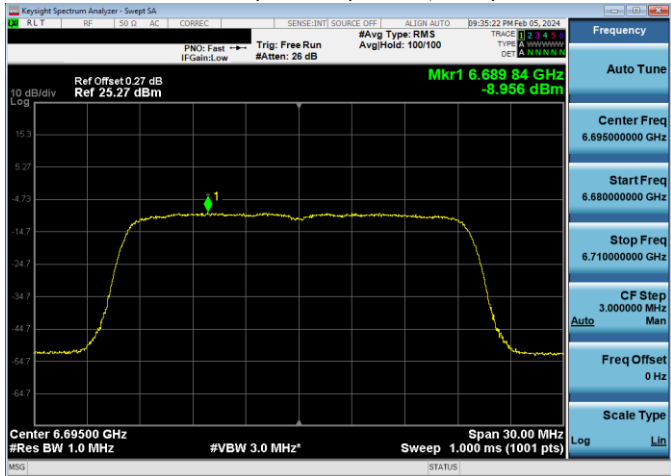 Keysight Spectrum Analyzer - Swept SA
RLT RF 50 Ω AC CORREC SENSE:INT SOURCE OFF ALIGN AUTO 09:35:22 PM Feb 05, 2024
#Avg Type: RMS TRACE 1 2 3 4 5 6
PNO: Fast Trig: Free Run Avg|Hold: 100/100 TYPE A WWWWW
IFGain:Low #Atten: 26 dB DET A NNNNN
Mkr1 6.689 84 GHz
-8.956 dBm
Ref Offset 0.27 dB
10 dB/div Ref 25.27 dBm
Log
15.3
5.27
-4.73
1
-14.7
-24.7
-34.7
-44.7
-54.7
-64.7
Center 6.69500 GHz Span 30.00 MHz
#Res BW 1.0 MHz #VBW 3.0 MHz* Sweep 1.000 ms (1001 pts)
MSG STATUS
Frequency
Auto Tune
Center Freq
6.695000000 GHz
Start Freq
6.680000000 GHz
Stop Freq
6.710000000 GHz
CF Step
3.000000 MHz
Auto Man
Freq Offset
0 Hz
Scale Type
Log Lin